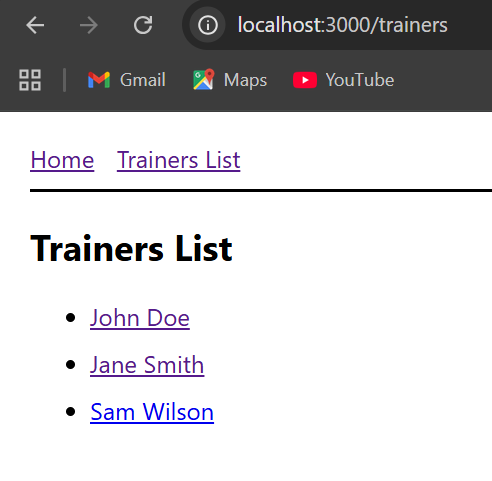 localhost:3000/trainers
Gmail Maps YouTube
Home Trainers List
Trainers List
John Doe
Jane Smith
Sam Wilson